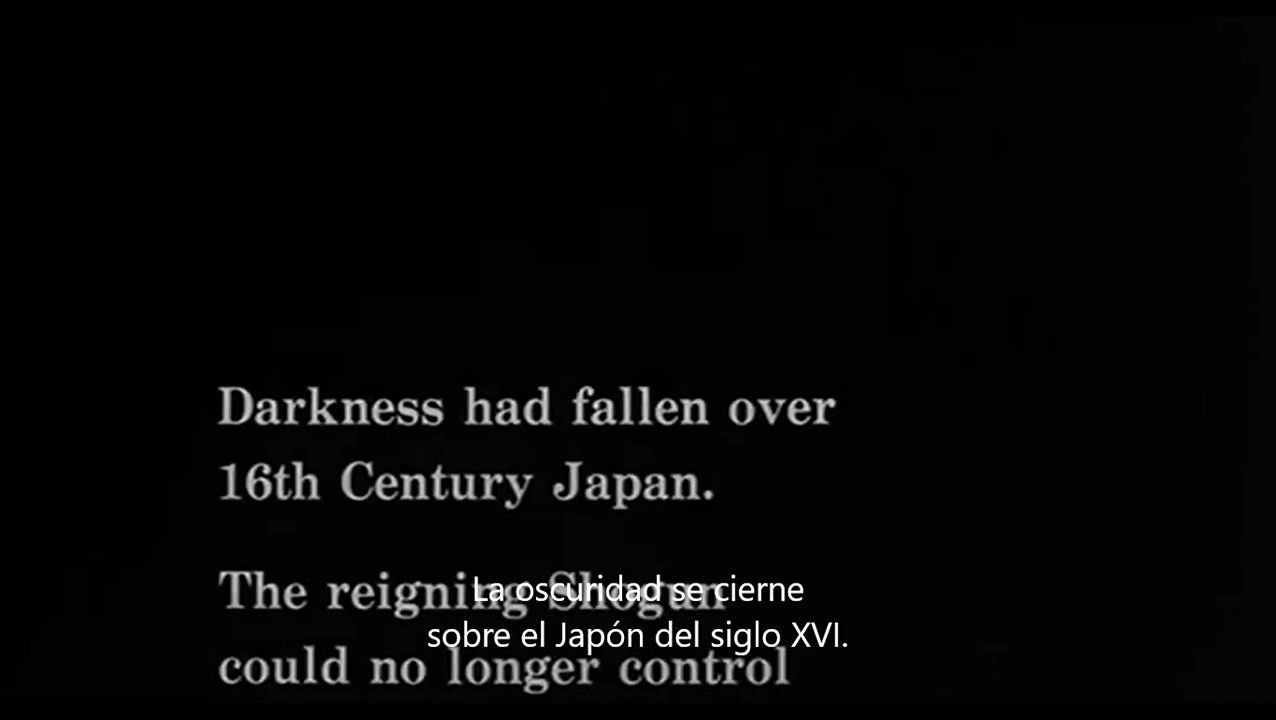 Darkness had fallen over
16th Century Japan.
The reigning Shogun
could no longer control
La oscuridad se cierne
sobre el Japón del siglo XVI.